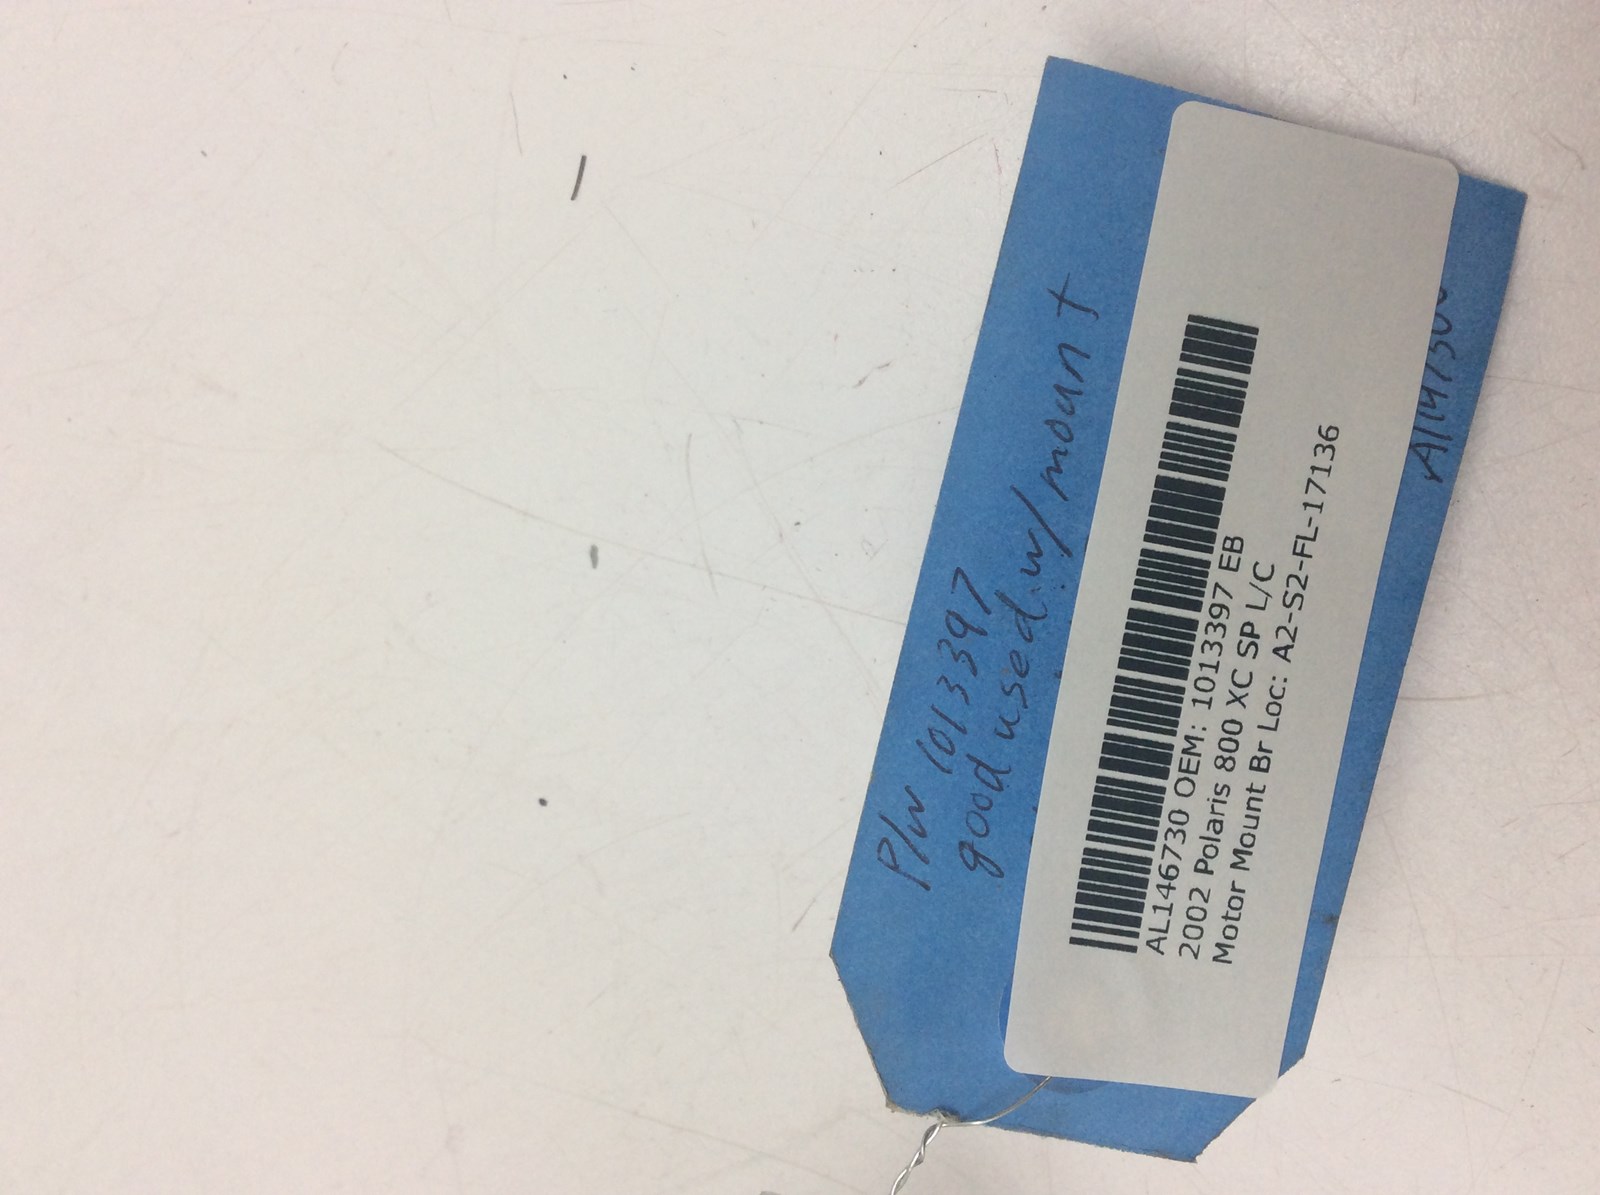 P/N 1013397
good used w/mount
AL146730 OEM: 1013397 EB
2002 Polaris 800 XC SP L/C
Motor Mount Br Loc: A2-S2-FL-17136